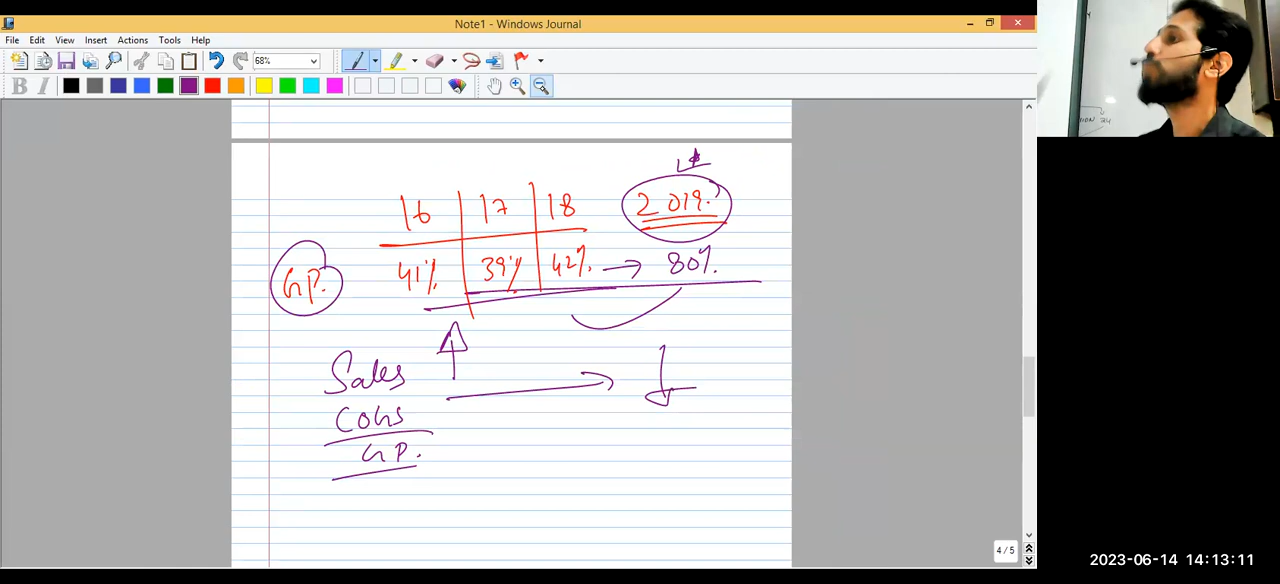 Note1 - Windows Journal
File Edit View Insert Actions Tools Help
68%
B I
16 17 18 2019
GP. 41% 39% 42% → 80%
Sales
COGS
GP.
4/5
2023-06-14 14:13:11